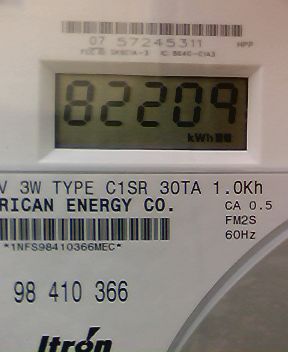 07 57245311
HPP
82209
kWh
V 3W TYPE C1SR 30TA 1.0Kh
RICAN ENERGY CO.
CA 0.5
FM2S
60Hz
*1NFS98410366MEC*
98 410 366
Itron